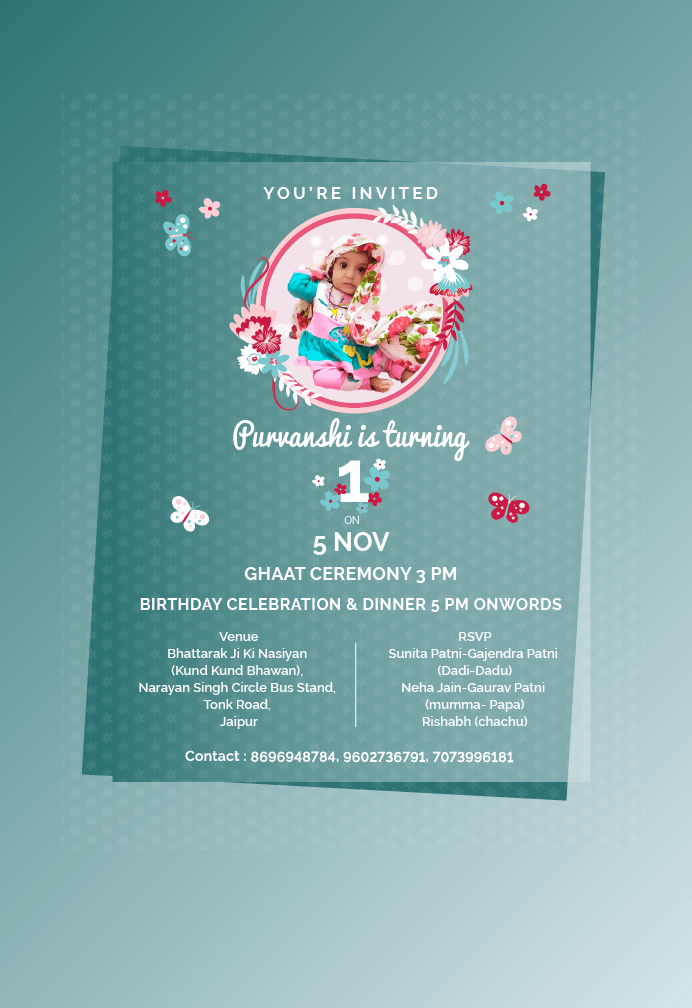 YOU'RE INVITED
Purvanshi is turning
1
ON
5 NOV
GHAAT CEREMONY 3 PM
BIRTHDAY CELEBRATION & DINNER 5 PM ONWORDS
Venue
Bhattarak Ji Ki Nasiyan
(Kund Kund Bhawan),
Narayan Singh Circle Bus Stand,
Tonk Road,
Jaipur
RSVP
Sunita Patni-Gajendra Patni
(Dadi-Dadu)
Neha Jain-Gaurav Patni
(mumma- Papa)
Rishabh (chachu)
Contact : 8696948784, 9602736791, 7073996181